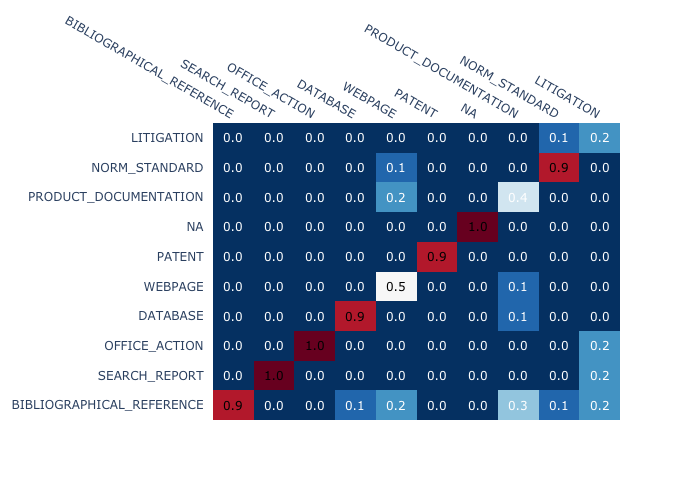 BIBLIOGRAPHICAL_REFERENCE
SEARCH_REPORT
OFFICE_ACTION
DATABASE
WEBPAGE
PATENT
NA
PRODUCT_DOCUMENTATION
NORM_STANDARD
LITIGATION
LITIGATION 0.0 0.0 0.0 0.0 0.0 0.0 0.0 0.0 0.1 0.2
NORM_STANDARD 0.0 0.0 0.0 0.0 0.1 0.0 0.0 0.0 0.9 0.0
PRODUCT_DOCUMENTATION 0.0 0.0 0.0 0.0 0.2 0.0 0.0 0.4 0.0 0.0
NA 0.0 0.0 0.0 0.0 0.0 0.0 1.0 0.0 0.0 0.0
PATENT 0.0 0.0 0.0 0.0 0.0 0.9 0.0 0.0 0.0 0.0
WEBPAGE 0.0 0.0 0.0 0.0 0.5 0.0 0.0 0.1 0.0 0.0
DATABASE 0.0 0.0 0.0 0.9 0.0 0.0 0.0 0.1 0.0 0.0
OFFICE_ACTION 0.0 0.0 1.0 0.0 0.0 0.0 0.0 0.0 0.0 0.2
SEARCH_REPORT 0.0 1.0 0.0 0.0 0.0 0.0 0.0 0.0 0.0 0.2
BIBLIOGRAPHICAL_REFERENCE 0.9 0.0 0.0 0.1 0.2 0.0 0.0 0.3 0.1 0.2